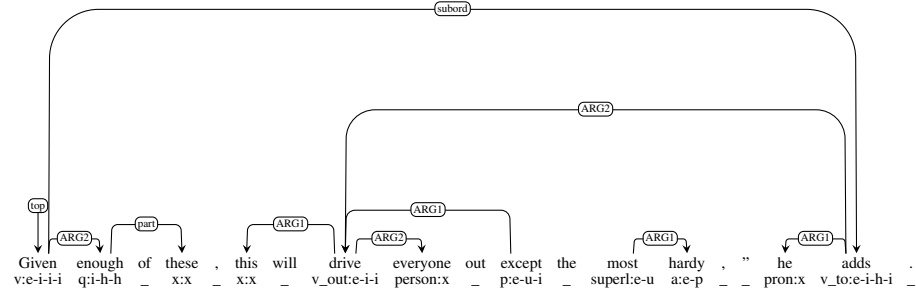 subord
ARG2
top
ARG1
part ARG1
ARG2 ARG2 ARG1 ARG1
Given enough of these , this will drive everyone out except the most hardy , ” he adds .
v:e-i-i-i q:i-h-h _ x:x _ x:x _ v_out:e-i-i person:x _ p:e-u-i _ superl:e-u a:e-p _ _ pron:x v_to:e-i-h-i _